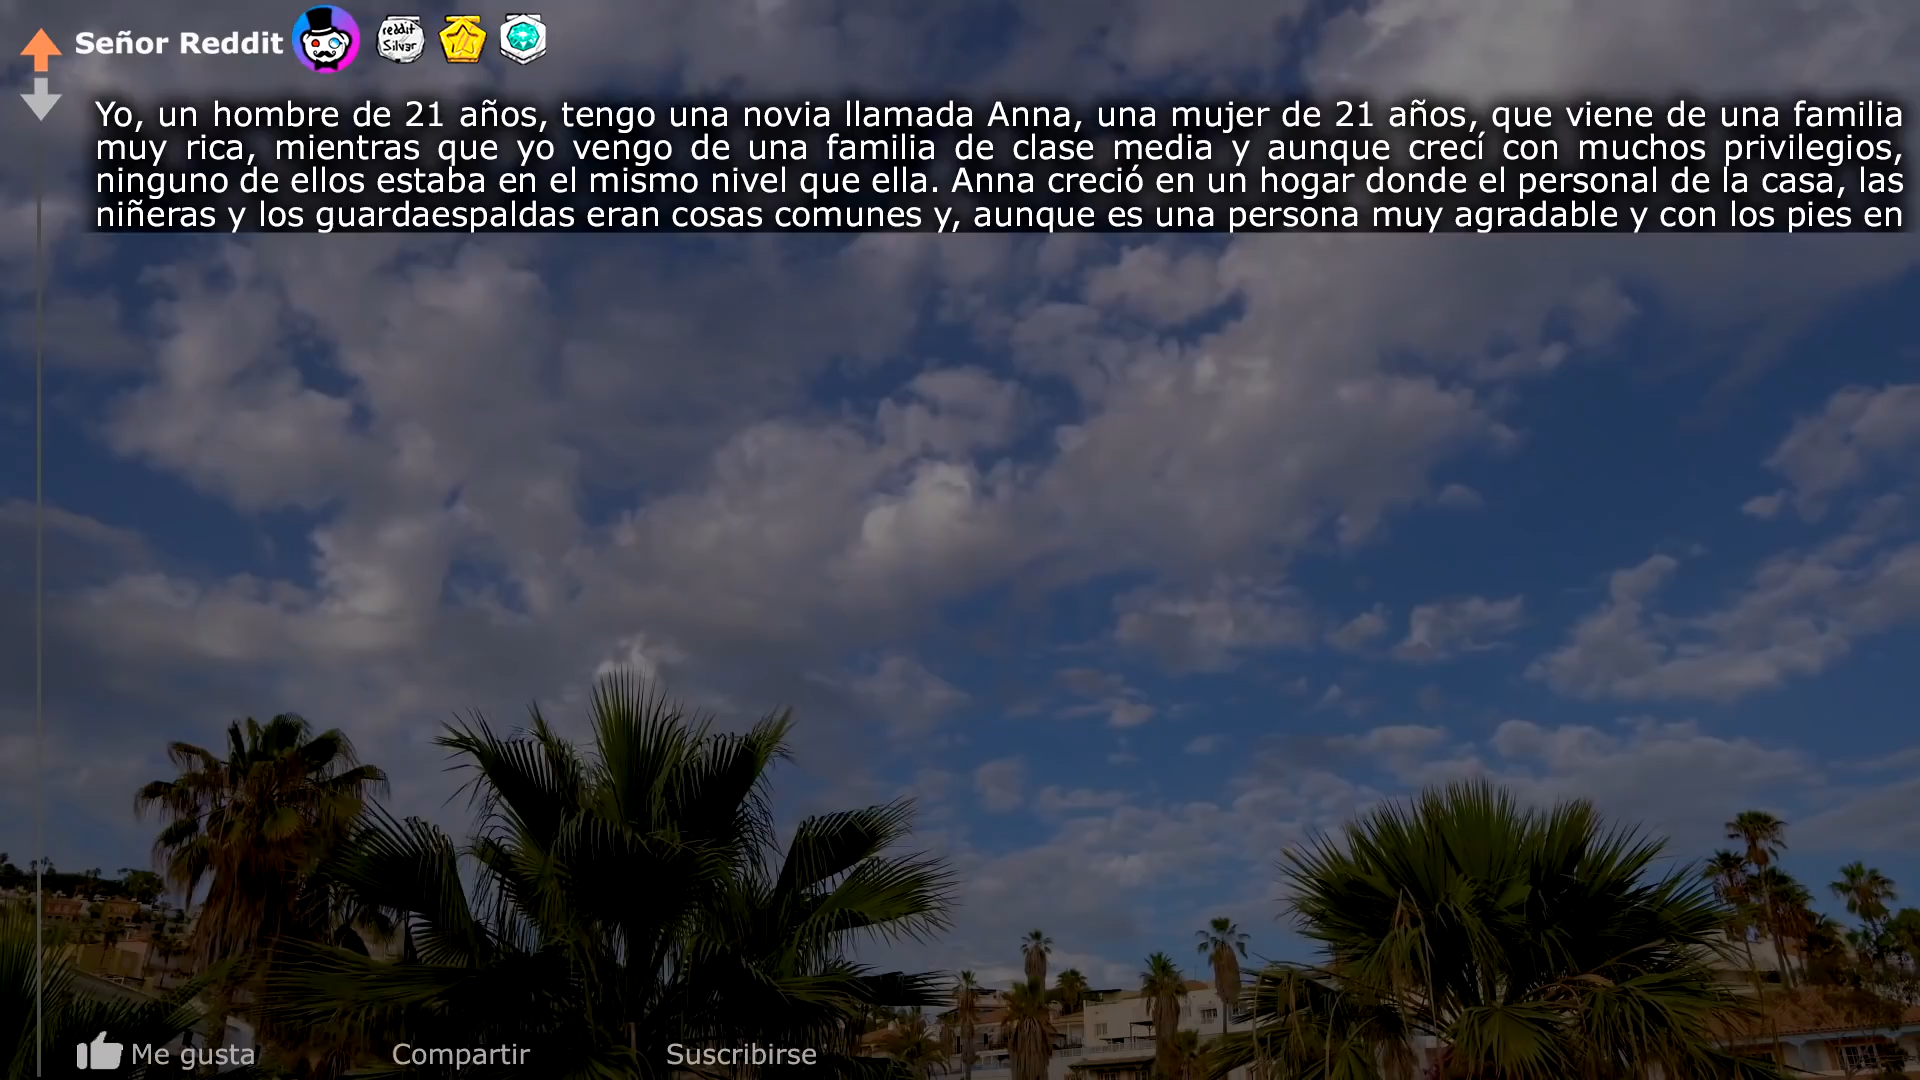 Señor Reddit
reddit
Silver
Yo, un hombre de 21 años, tengo una novia llamada Anna, una mujer de 21 años, que viene de una familia
muy rica, mientras que yo vengo de una familia de clase media y aunque crecí con muchos privilegios,
ninguno de ellos estaba en el mismo nivel que ella. Anna creció en un hogar donde el personal de la casa, las
niñeras y los guardaespaldas eran cosas comunes y, aunque es una persona muy agradable y con los pies en
Me gusta Compartir Suscribirse